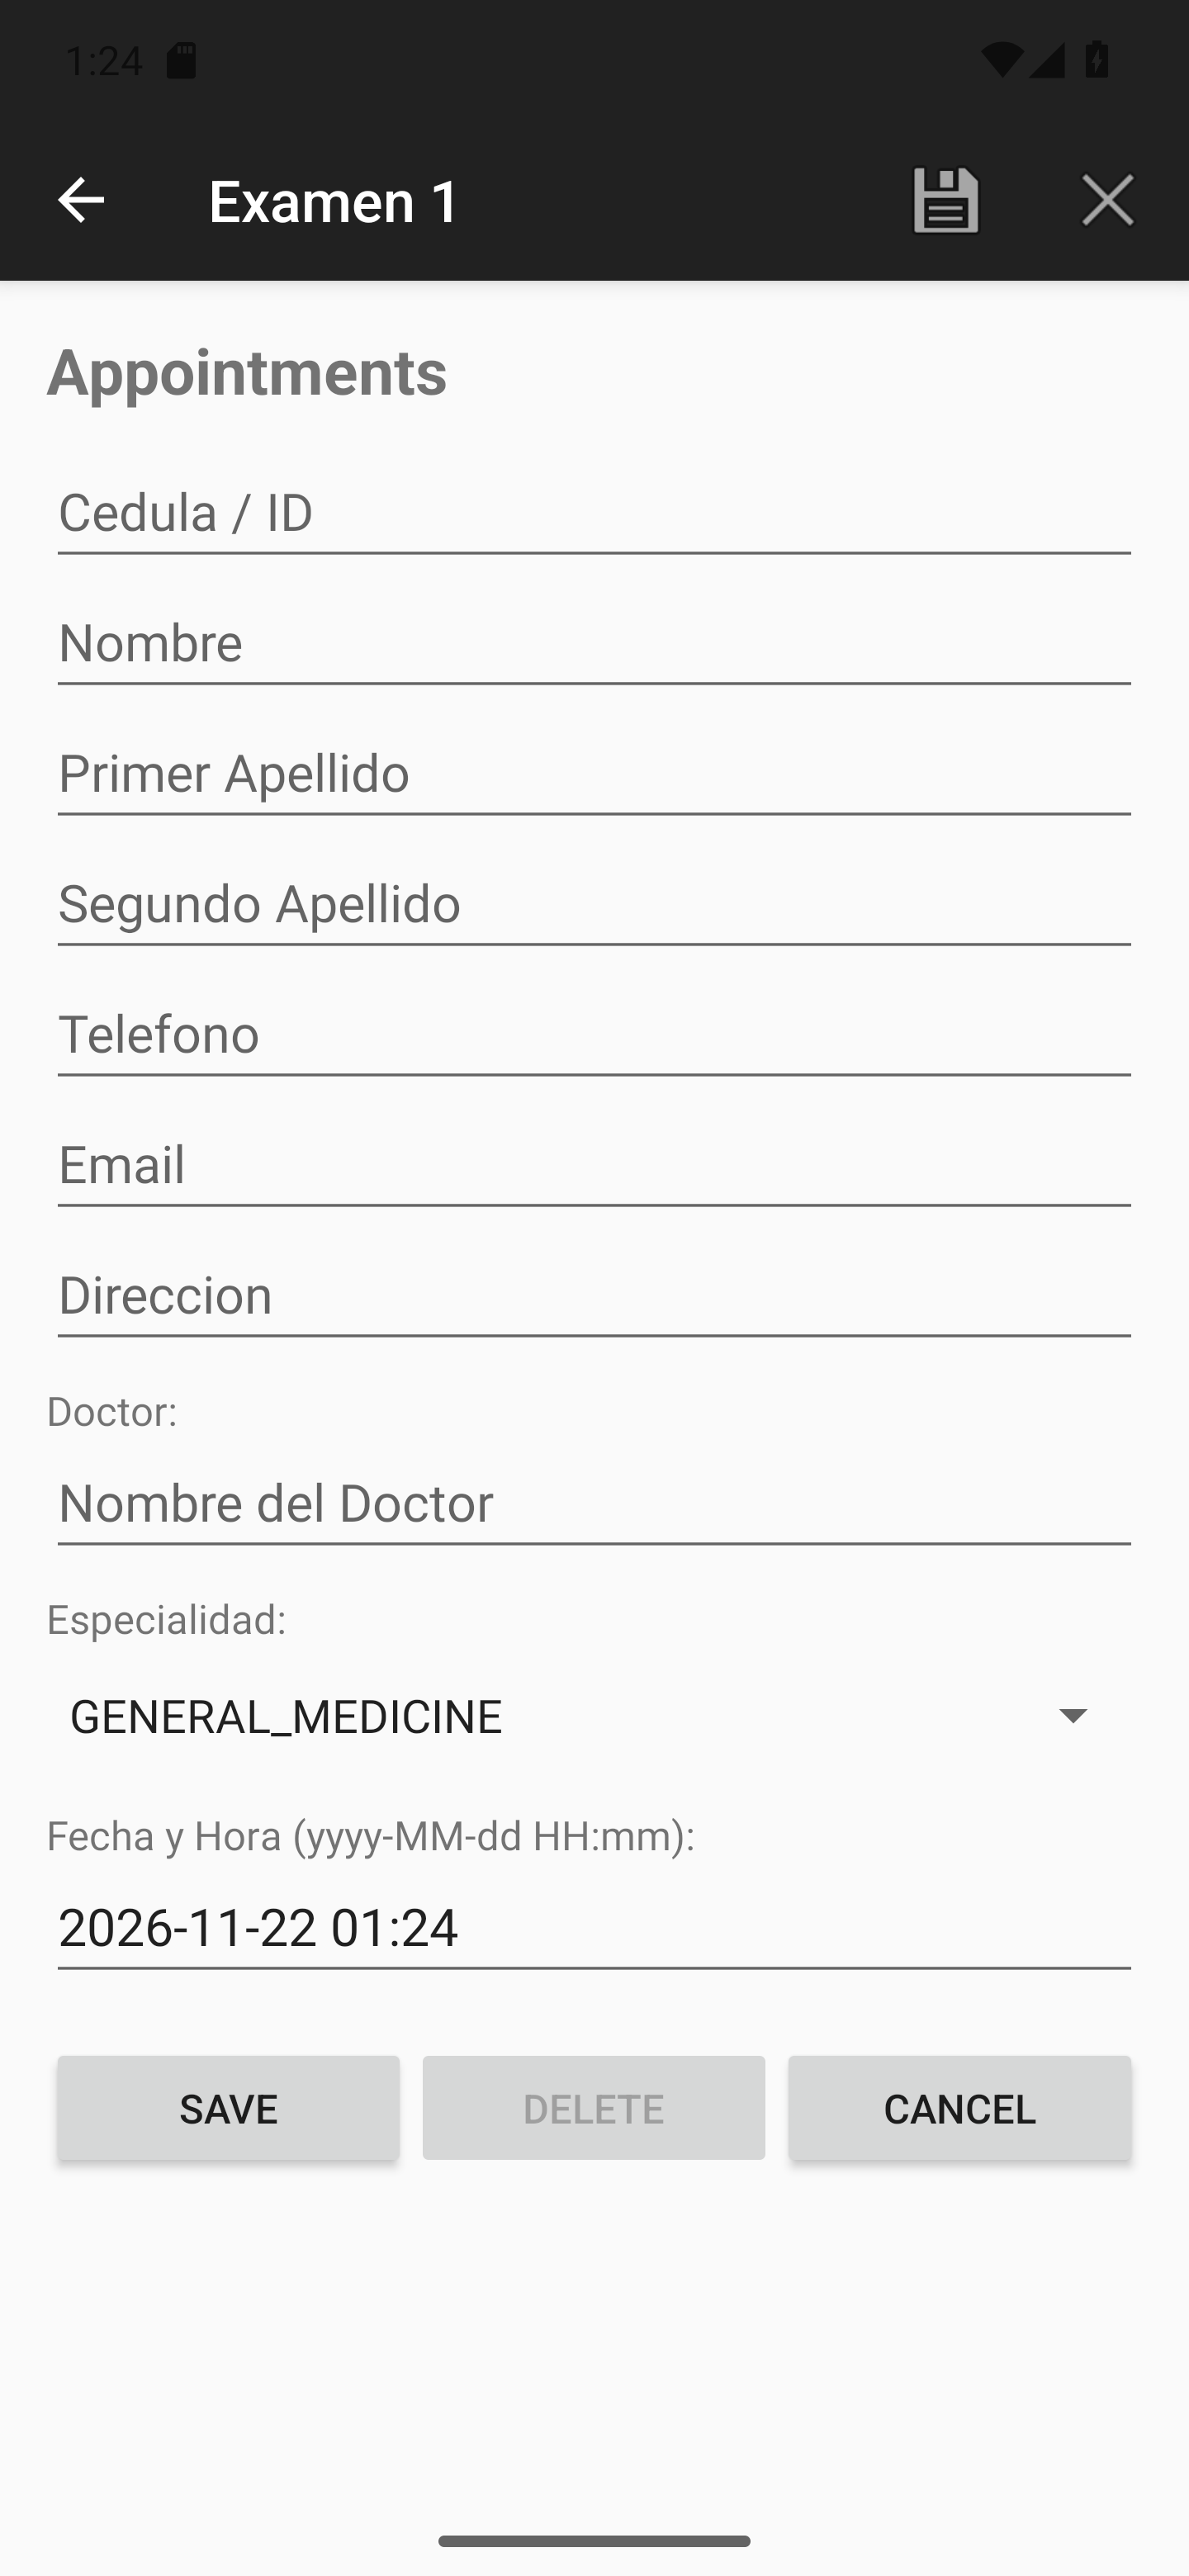 1:24
Examen 1
Appointments
Cedula / ID
Nombre
Primer Apellido
Segundo Apellido
Telefono
Email
Direccion
Doctor:
Nombre del Doctor
Especialidad:
GENERAL_MEDICINE
Fecha y Hora (yyyy-MM-dd HH:mm):
2026-11-22 01:24
SAVE DELETE CANCEL